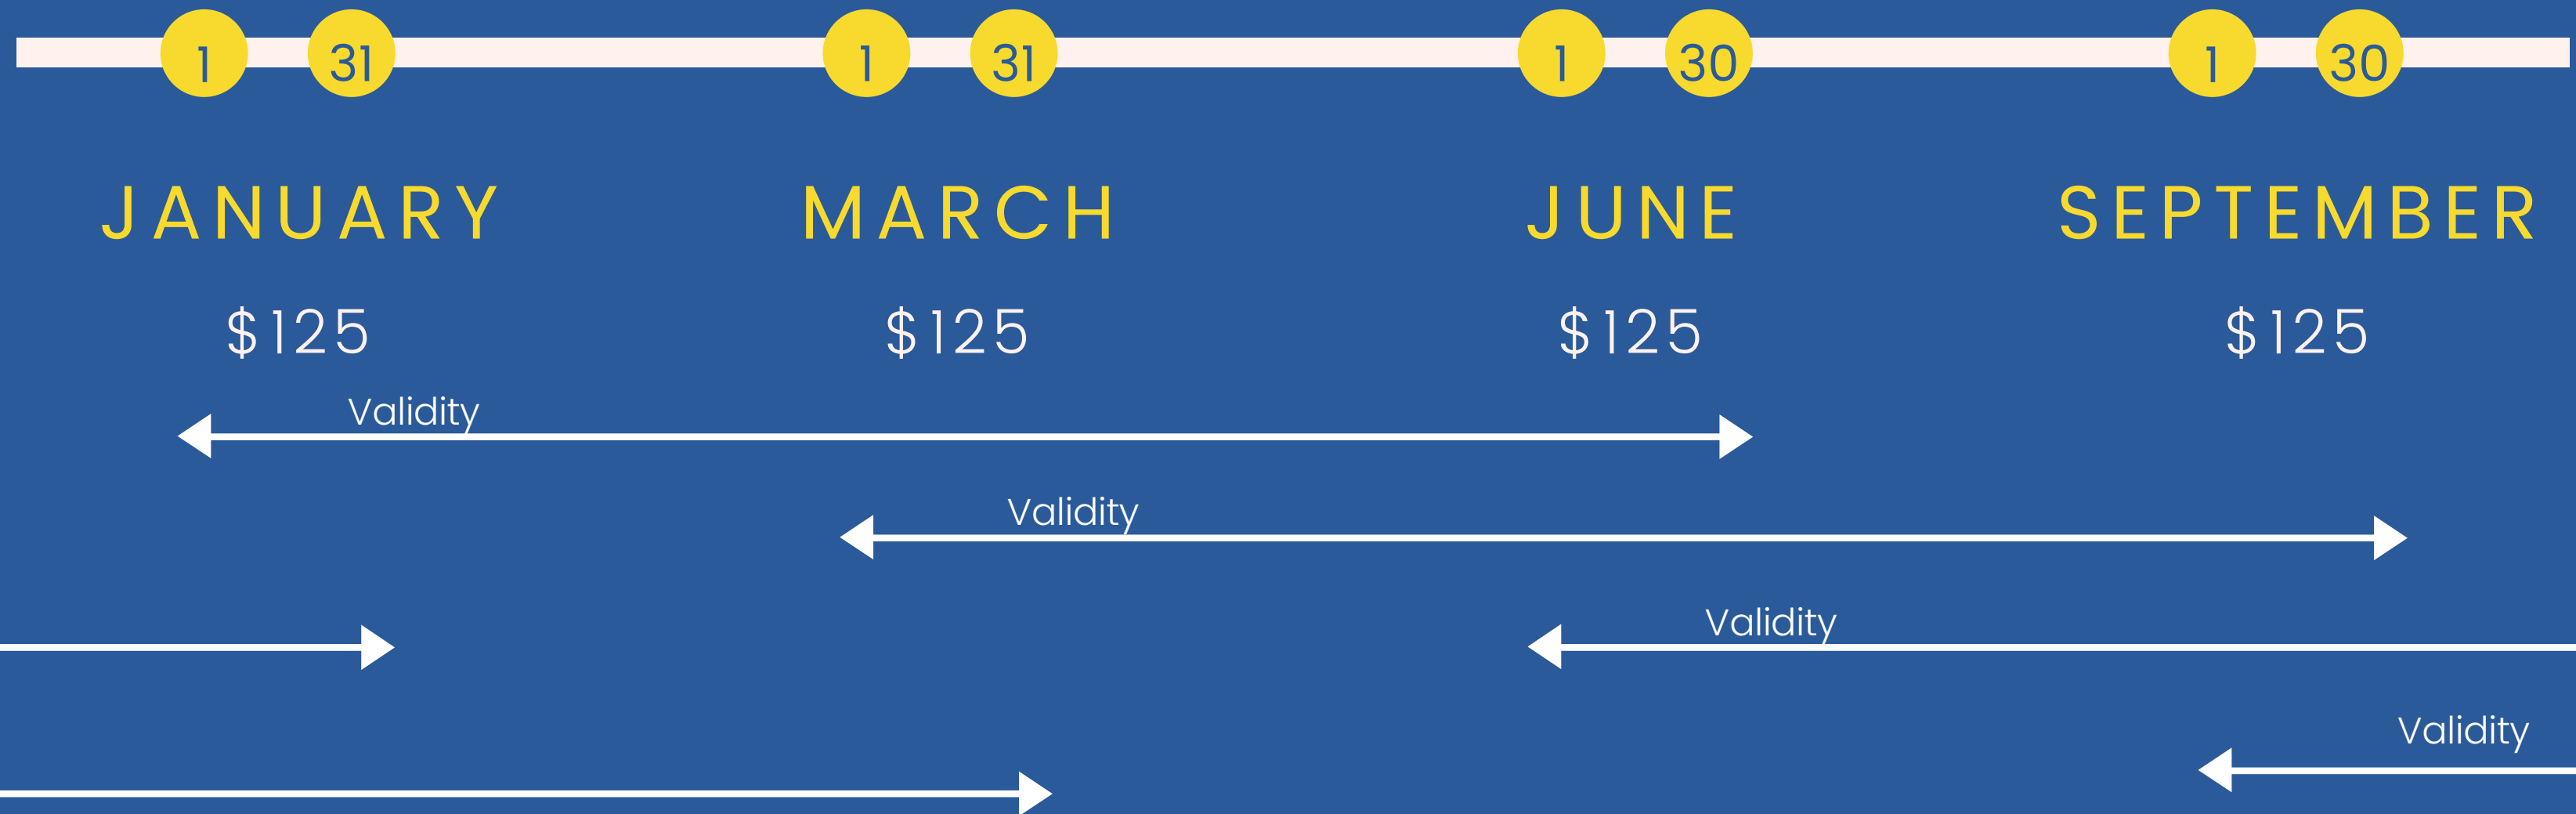 1 31 1 31 1 30 1 30
JANUARY MARCH JUNE SEPTEMBER
$125 $125 $125 $125
Validity
Validity
Validity
Validity